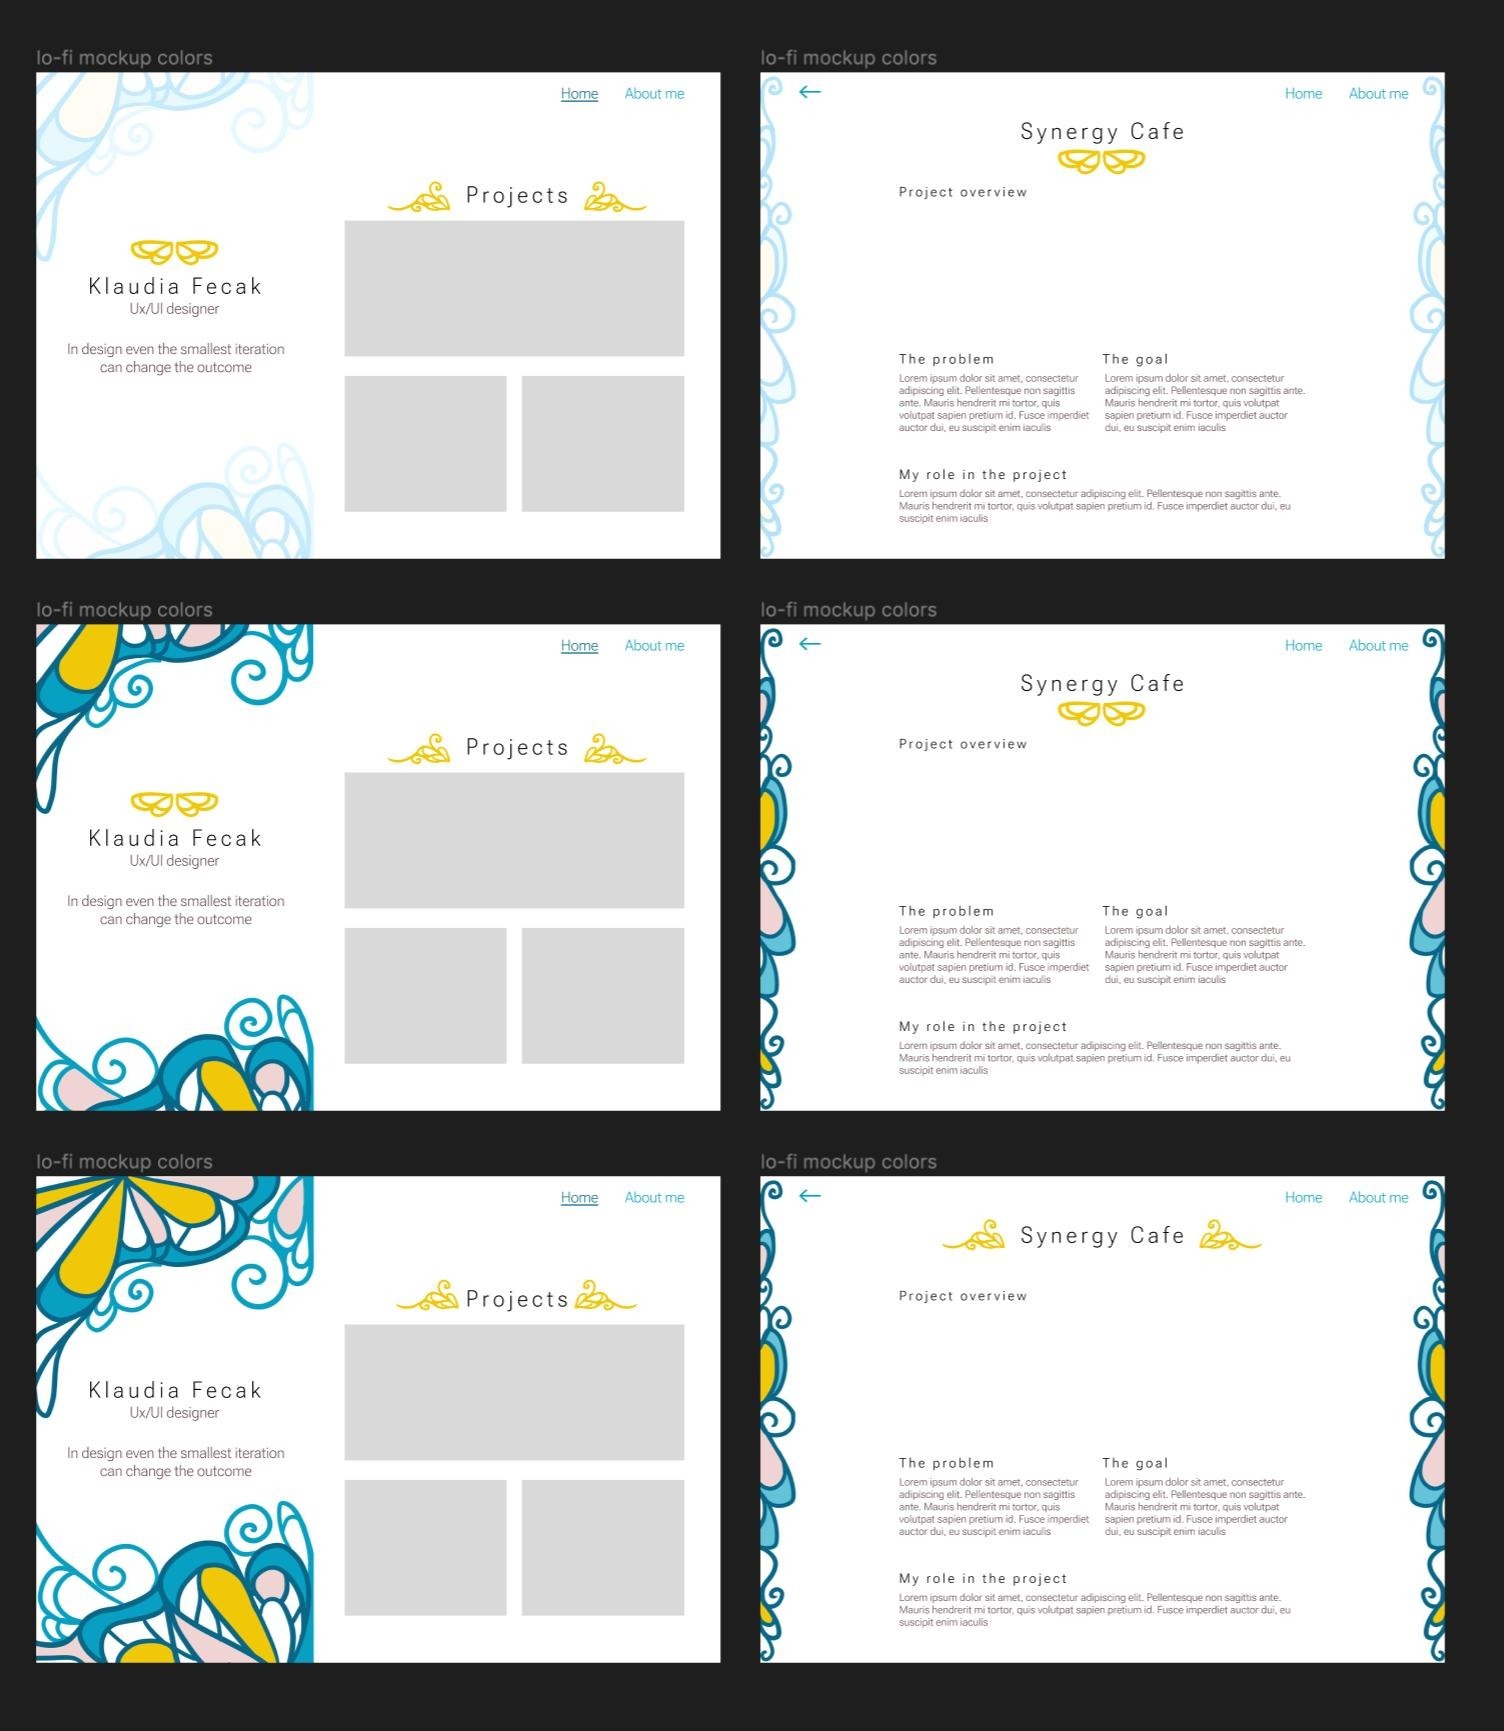 lo-fi mockup colors
Home About me
Projects
Klaudia Fecak
Ux/UI designer
In design even the smallest iteration
can change the outcome
lo-fi mockup colors
Home About me
Synergy Cafe
Project overview
The problem
Lorem ipsum dolor sit amet, consectetur
adipiscing elit. Pellentesque non sagittis
ante. Mauris hendrerit mi tortor, quis
volutpat sapien pretium id. Fusce imperdiet
auctor dui, eu suscipit enim iaculis
The goal
Lorem ipsum dolor sit amet, consectetur
adipiscing elit. Pellentesque non sagittis ante.
Mauris hendrerit mi tortor, quis volutpat
sapien pretium id. Fusce imperdiet auctor
dui, eu suscipit enim iaculis
My role in the project
Lorem ipsum dolor sit amet, consectetur adipiscing elit. Pellentesque non sagittis ante.
Mauris hendrerit mi tortor, quis volutpat sapien pretium id. Fusce imperdiet auctor dui, eu
suscipit enim iaculis
lo-fi mockup colors
Home About me
Projects
Klaudia Fecak
Ux/UI designer
In design even the smallest iteration
can change the outcome
lo-fi mockup colors
Home About me
Synergy Cafe
Project overview
The problem
Lorem ipsum dolor sit amet, consectetur
adipiscing elit. Pellentesque non sagittis
ante. Mauris hendrerit mi tortor, quis
volutpat sapien pretium id. Fusce imperdiet
auctor dui, eu suscipit enim iaculis
The goal
Lorem ipsum dolor sit amet, consectetur
adipiscing elit. Pellentesque non sagittis ante.
Mauris hendrerit mi tortor, quis volutpat
sapien pretium id. Fusce imperdiet auctor
dui, eu suscipit enim iaculis
My role in the project
Lorem ipsum dolor sit amet, consectetur adipiscing elit. Pellentesque non sagittis ante.
Mauris hendrerit mi tortor, quis volutpat sapien pretium id. Fusce imperdiet auctor dui, eu
suscipit enim iaculis
lo-fi mockup colors
Home About me
Projects
Klaudia Fecak
Ux/UI designer
In design even the smallest iteration
can change the outcome
lo-fi mockup colors
Home About me
Synergy Cafe
Project overview
The problem
Lorem ipsum dolor sit amet, consectetur
adipiscing elit. Pellentesque non sagittis
ante. Mauris hendrerit mi tortor, quis
volutpat sapien pretium id. Fusce imperdiet
auctor dui, eu suscipit enim iaculis
The goal
Lorem ipsum dolor sit amet, consectetur
adipiscing elit. Pellentesque non sagittis ante.
Mauris hendrerit mi tortor, quis volutpat
sapien pretium id. Fusce imperdiet auctor
dui, eu suscipit enim iaculis
My role in the project
Lorem ipsum dolor sit amet, consectetur adipiscing elit. Pellentesque non sagittis ante.
Mauris hendrerit mi tortor, quis volutpat sapien pretium id. Fusce imperdiet auctor dui, eu
suscipit enim iaculis